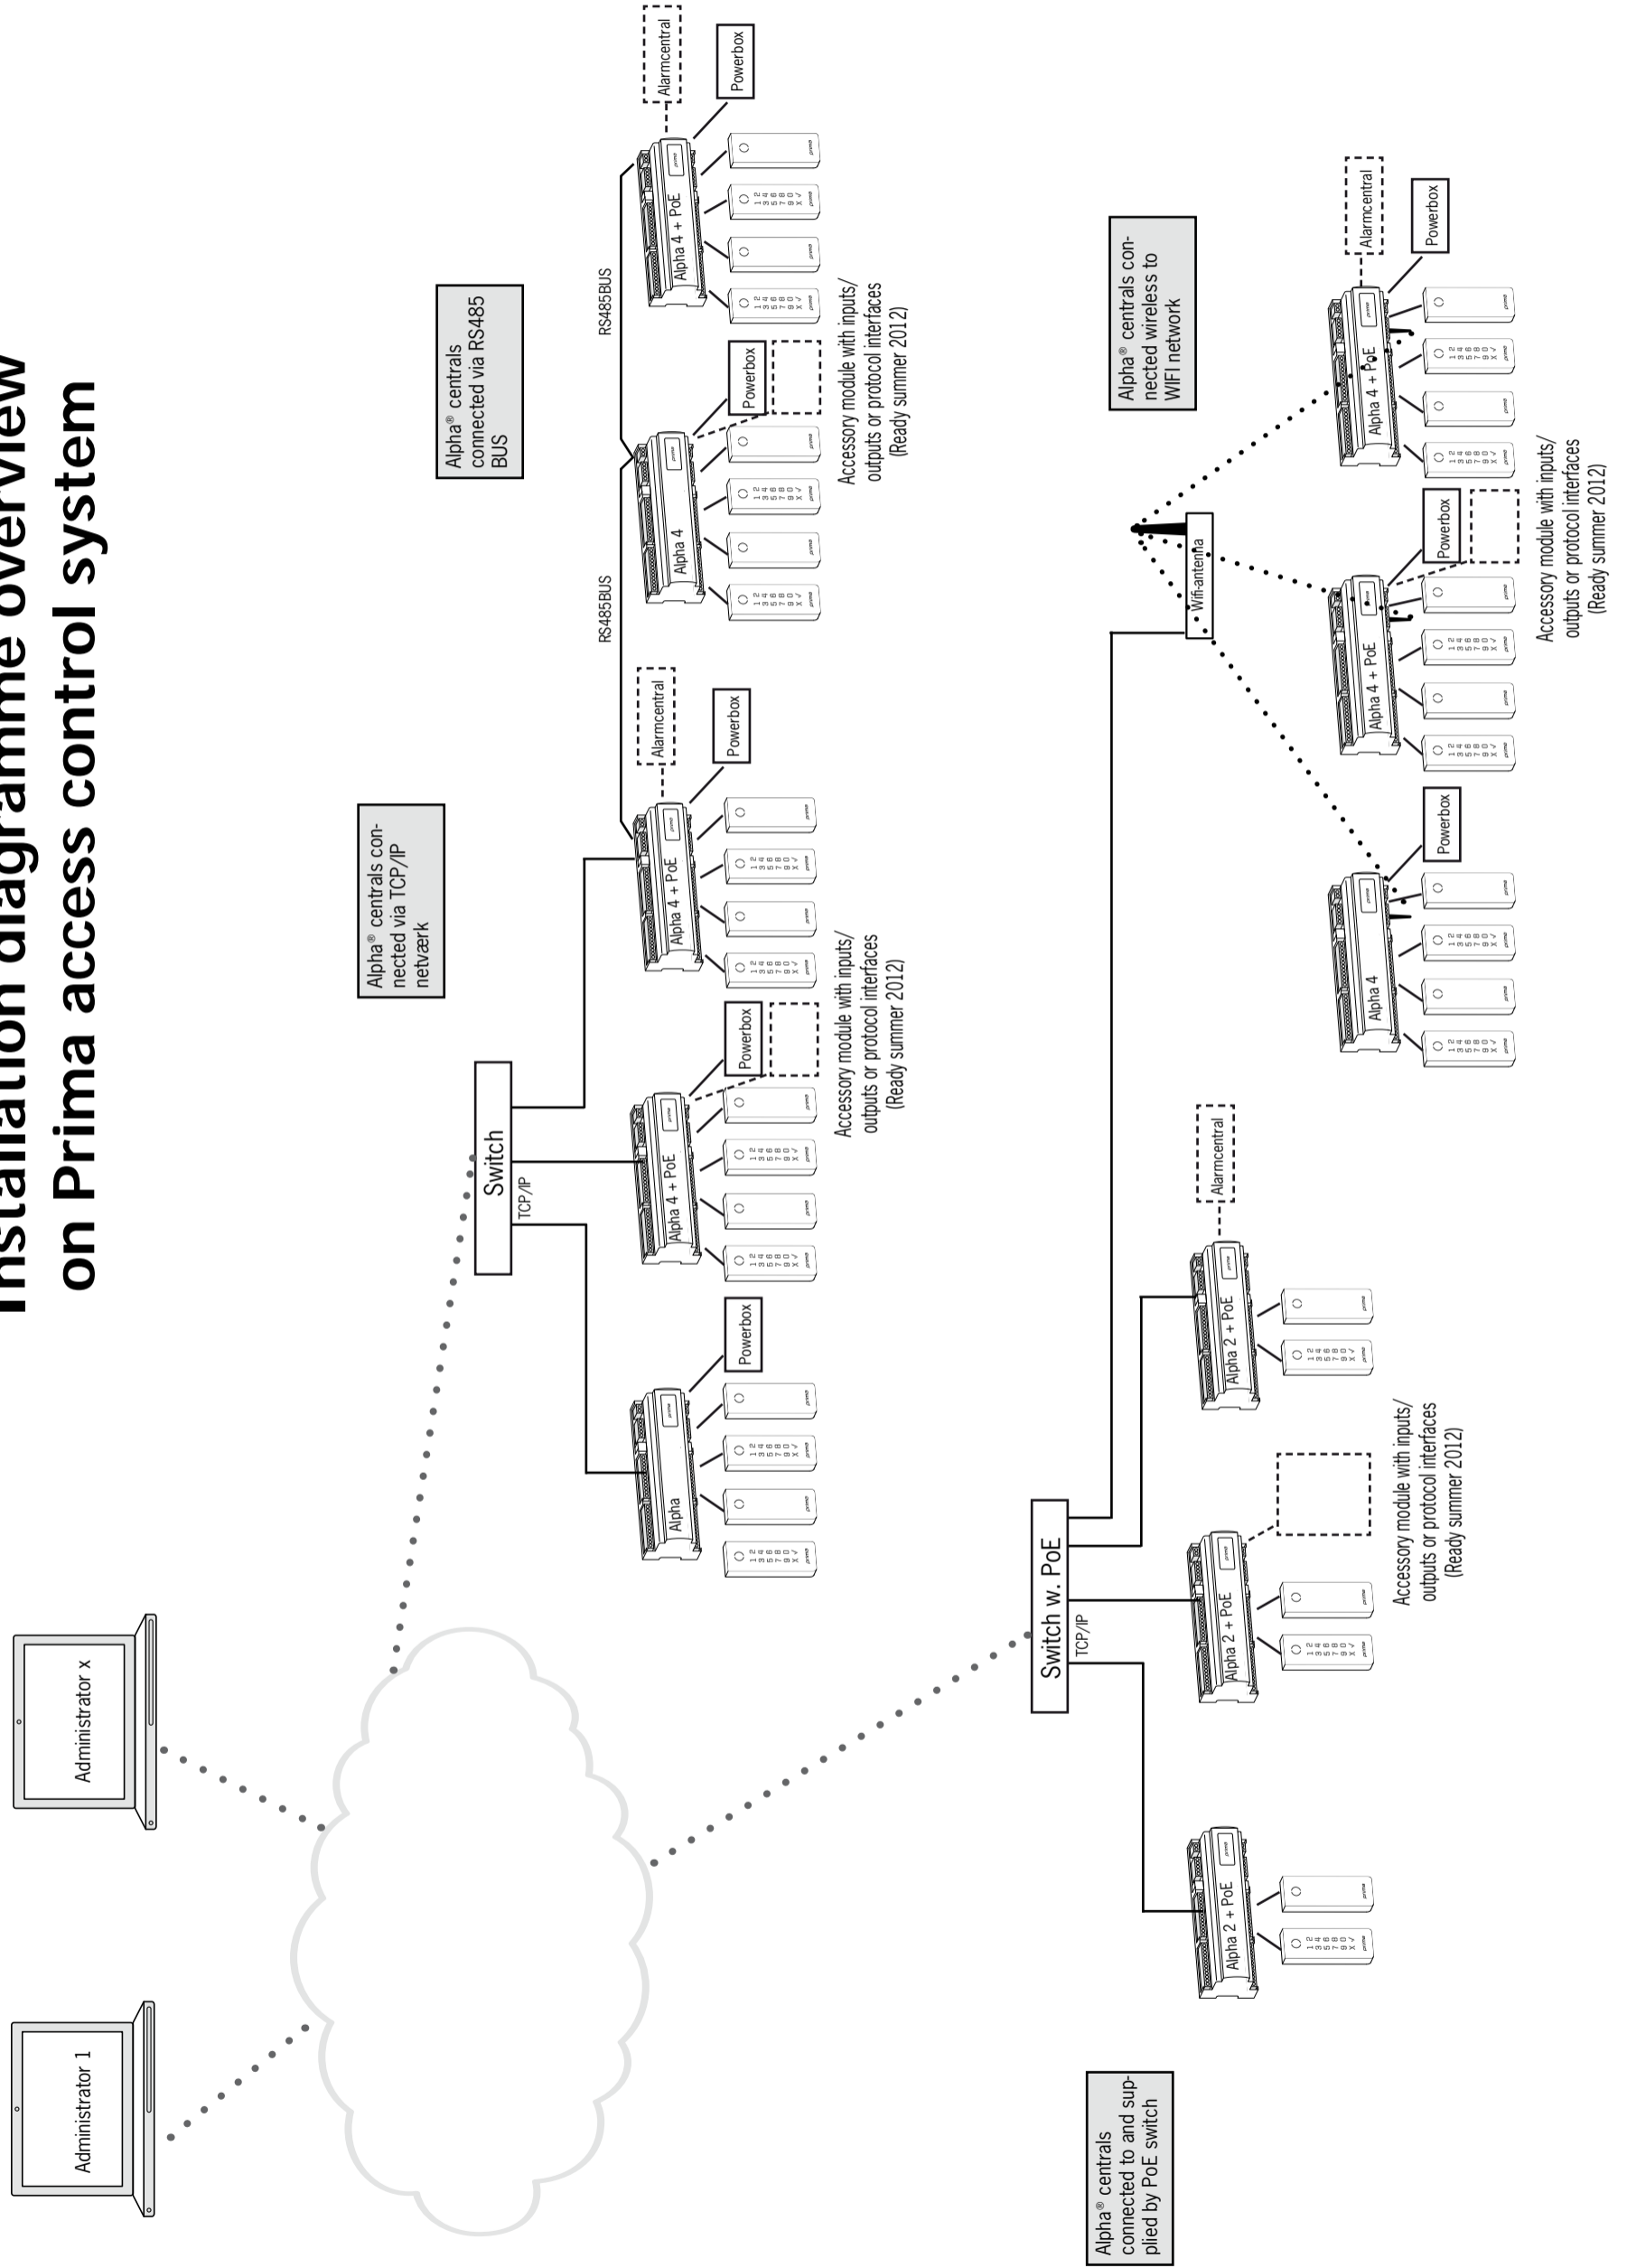 Installation diagramme overview
on Prima access control system
Administrator 1
Administrator x
Alpha® centrals con-
nected via TCP/IP
netværk
Alpha® centrals
connected via RS485
BUS
Switch
TCP/IP
RS485BUS
RS485BUS
Alpha
Powerbox
Alpha 4 + PoE
Powerbox
Accessory module with inputs/
outputs or protocol interfaces
(Ready summer 2012)
Alpha 4 + PoE
Alarmcentral
Powerbox
Alpha 4
Powerbox
Accessory module with inputs/
outputs or protocol interfaces
(Ready summer 2012)
Alpha 4 + PoE
Alarmcentral
Powerbox
Alpha® centrals
connected to and sup-
plied by PoE switch
Switch w. PoE
TCP/IP
Alpha® centrals con-
nected wireless to
WIFI network
Wifi-antenna
Alpha 2 + PoE
Alpha 2 + PoE
Accessory module with inputs/
outputs or protocol interfaces
(Ready summer 2012)
Alpha 2 + PoE
Alarmcentral
Alpha 4
Powerbox
Alpha 4 + PoE
Powerbox
Accessory module with inputs/
outputs or protocol interfaces
(Ready summer 2012)
Alpha 4 + PoE
Alarmcentral
Powerbox